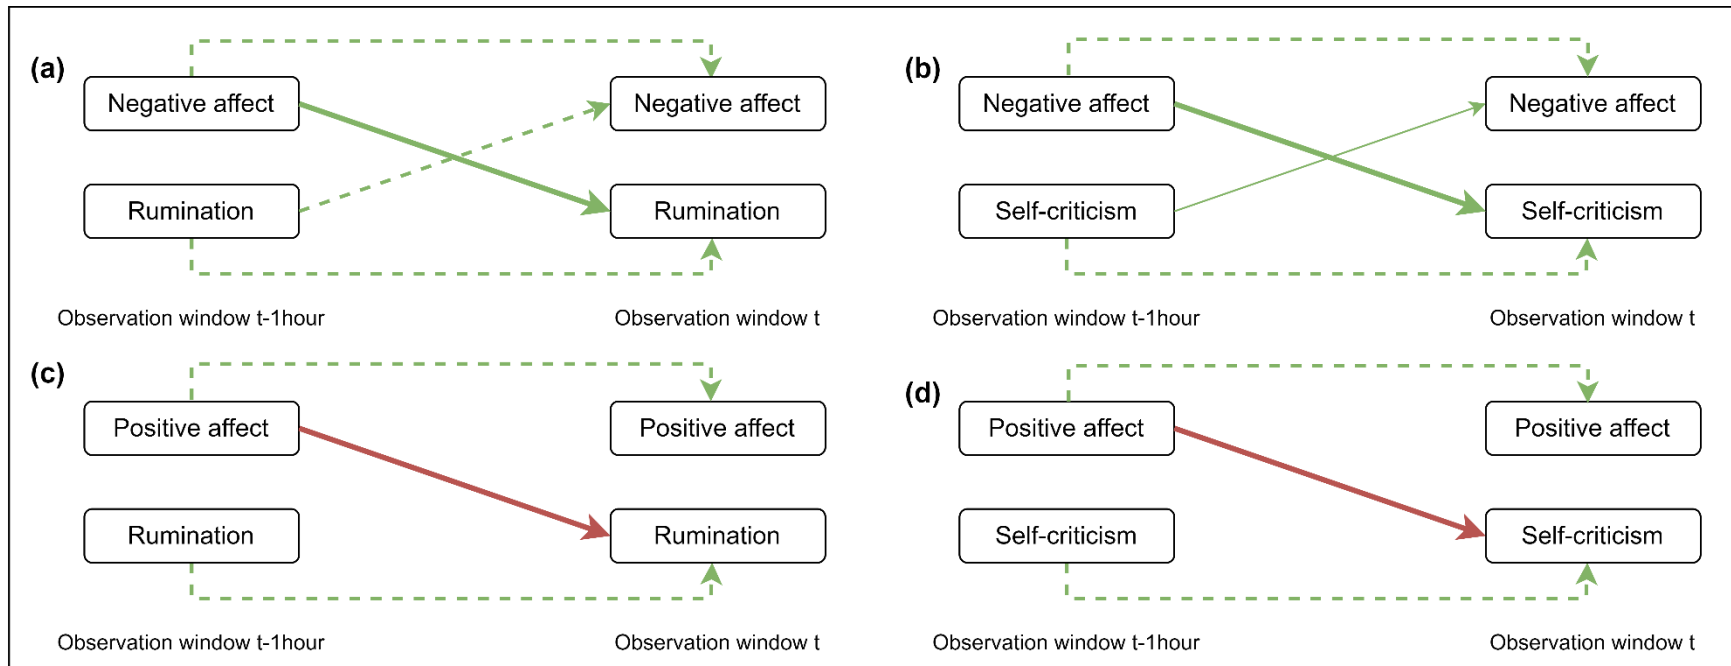 (a)
Negative affect
Negative affect
Rumination
Rumination
Observation window t-1hour
Observation window t
(b)
Negative affect
Negative affect
Self-criticism
Self-criticism
Observation window t-1hour
Observation window t
(c)
Positive affect
Positive affect
Rumination
Rumination
Observation window t-1hour
Observation window t
(d)
Positive affect
Positive affect
Self-criticism
Self-criticism
Observation window t-1hour
Observation window t